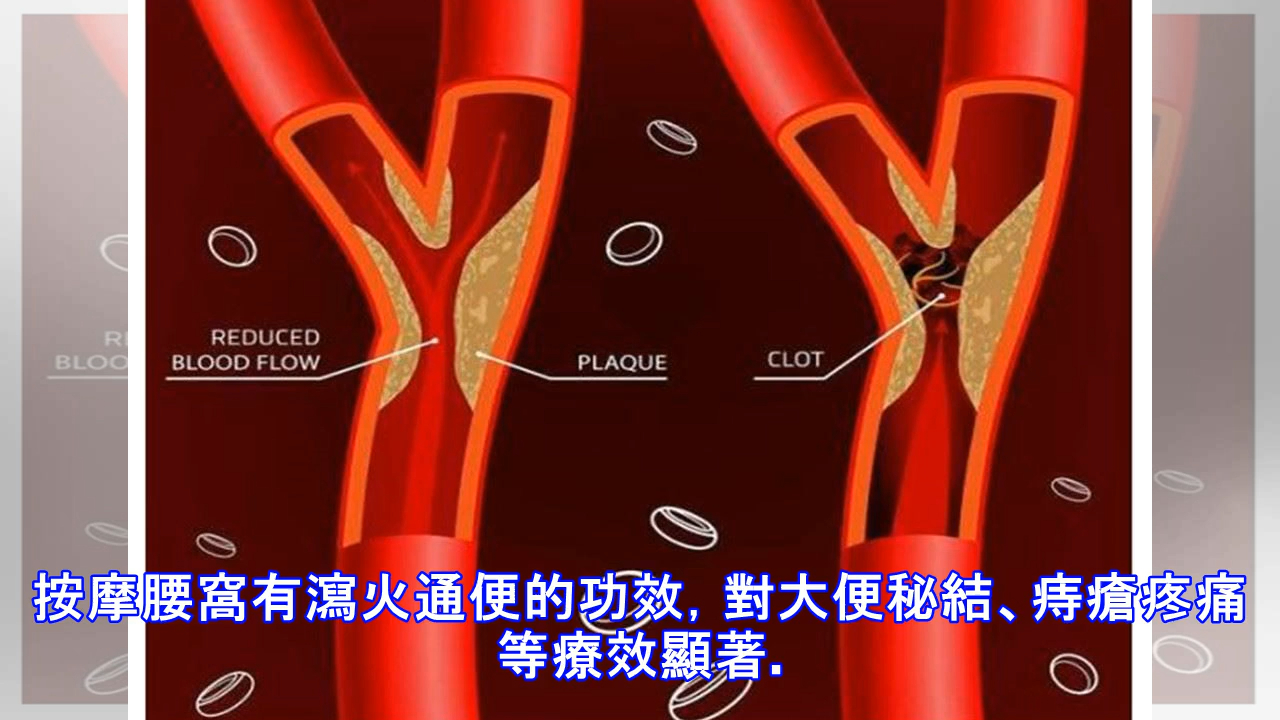 REDUCED
BLOOD FLOW
PLAQUE
CLOT
按摩腰窩有瀉火通便的功效, 對大便秘結、痔瘡疼痛
等療效顯著.